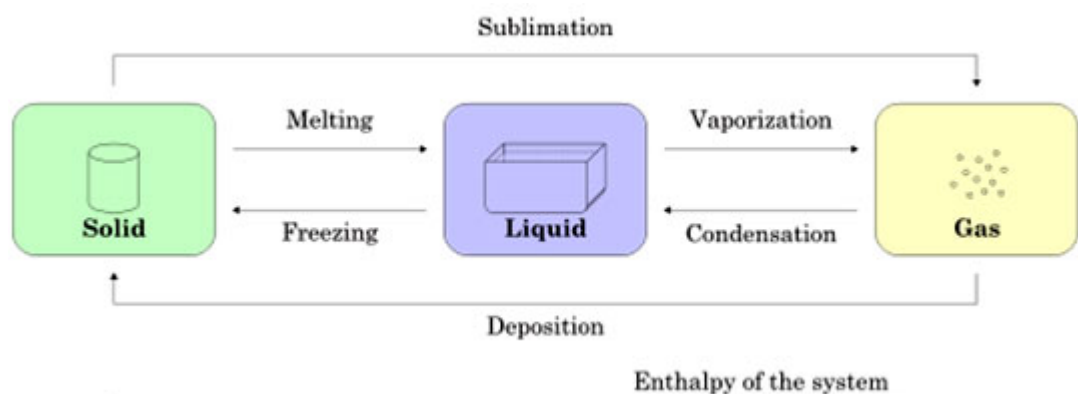 Sublimation
Melting
Vaporization
Solid
Freezing
Liquid
Condensation
Gas
Deposition
Enthalpy of the system